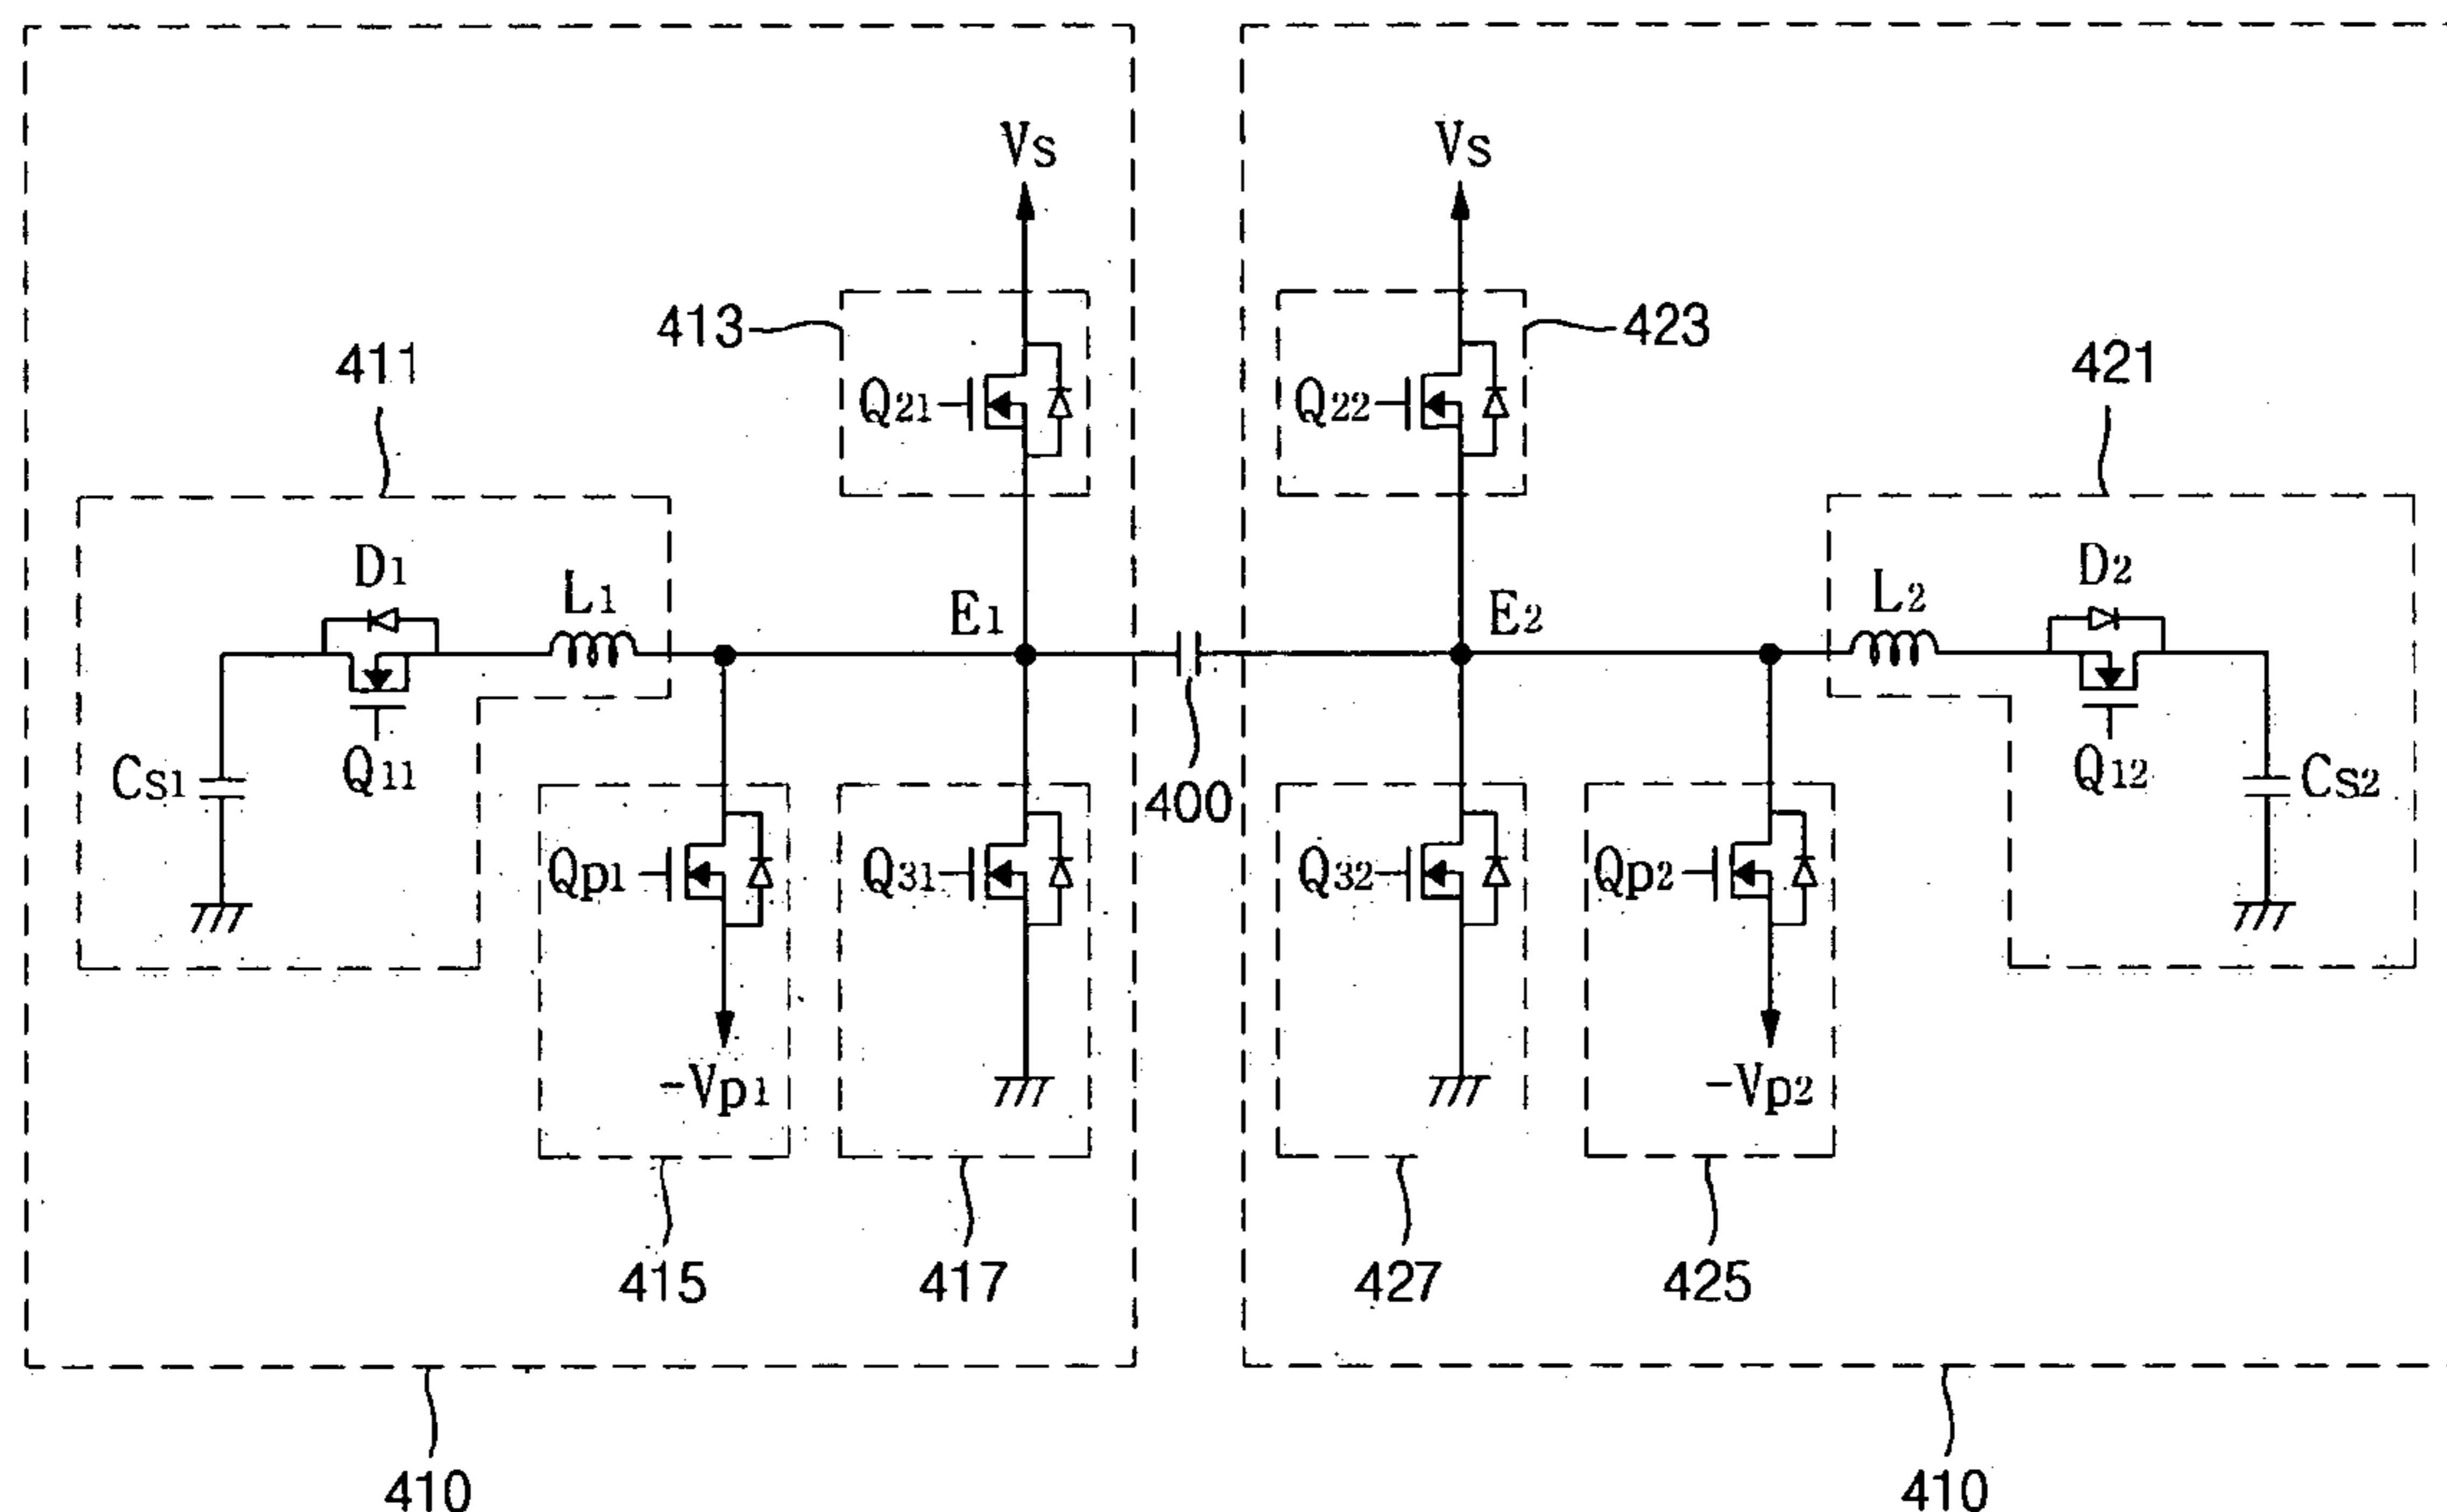 Vs Vs
413 423
411 421
Q21 Q22
D1 D2
L1 E1 E2 L2
Cs1 Q11 400 Q12 Cs2
Qp1 Q31 Q32 Qp2
-Vp1 -Vp2
415 417 427 425
410 410